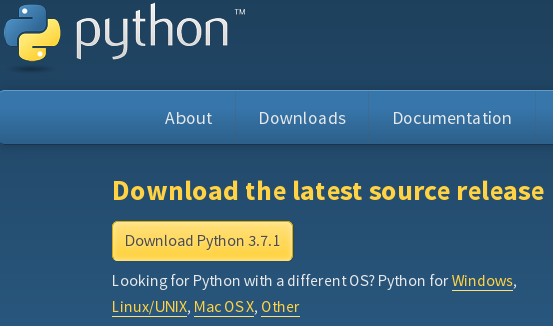 python™
About Downloads Documentation
Download the latest source release
Download Python 3.7.1
Looking for Python with a different OS? Python for Windows,
Linux/UNIX, Mac OS X, Other